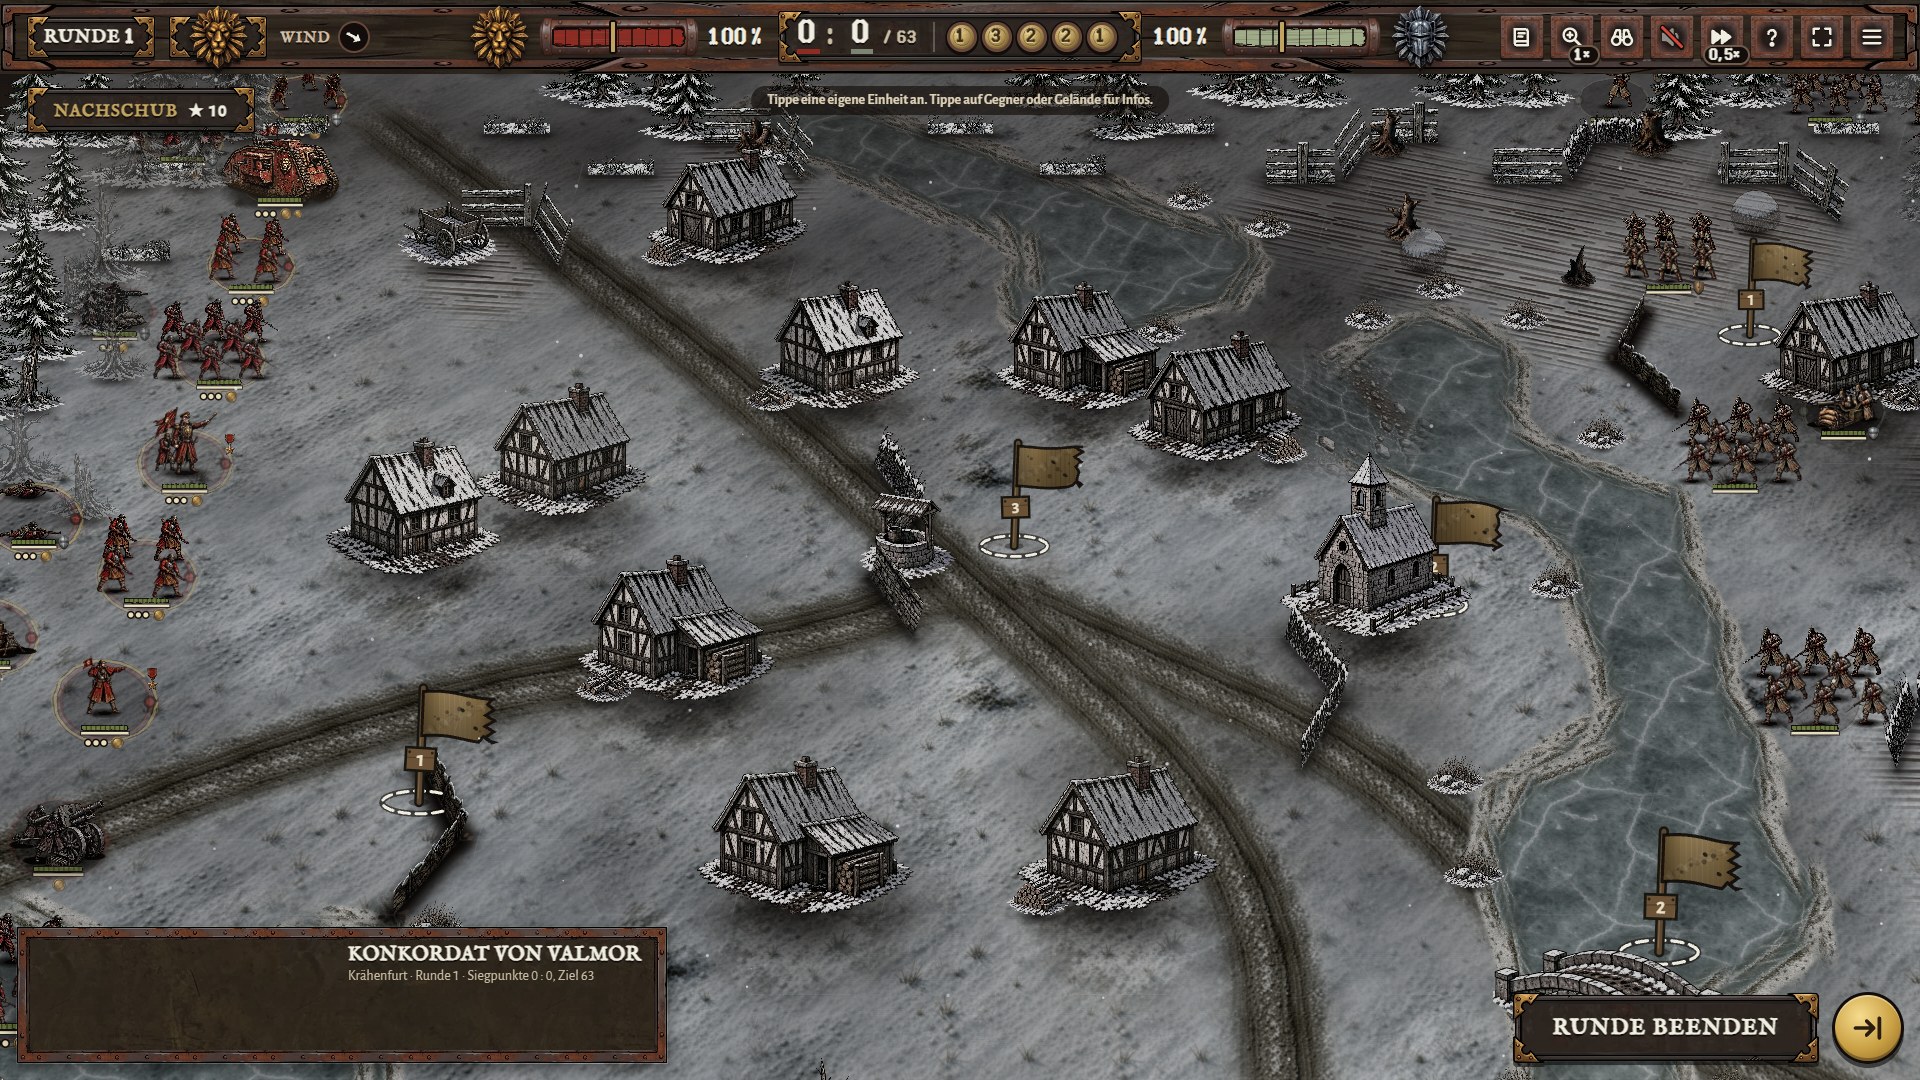 RUNDE 1
WIND
100%
0 : 0 / 63
1 3 2 2 1
100%
1×
0,5×
?
NACHSCHUB ★ 10
Tippe eine eigene Einheit an. Tippe auf Gegner oder Gelände für Infos.
1
3
2
1
2
KONKORDAT VON VALMOR
Krähenfurt · Runde 1 · Siegpunkte 0 : 0, Ziel 63
RUNDE BEENDEN